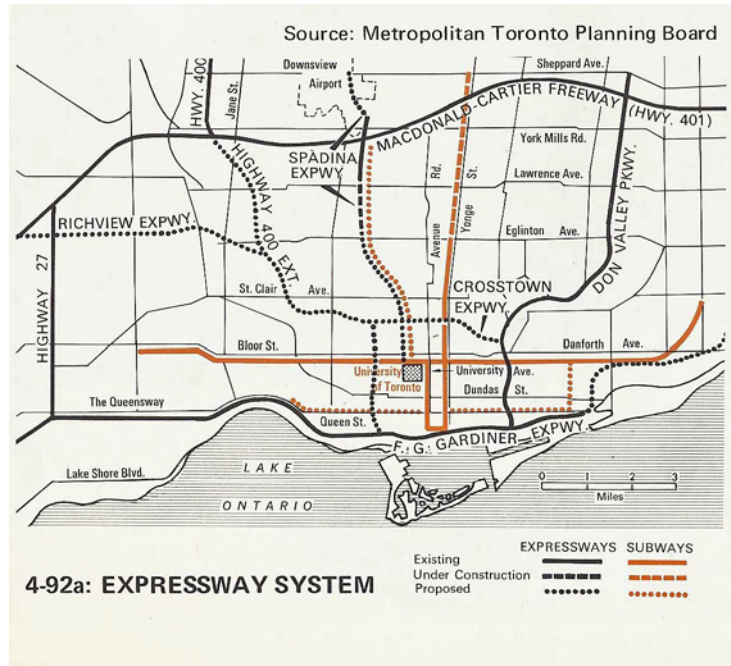 Source: Metropolitan Toronto Planning Board
Downsview
Airport
Sheppard Ave.
HWY. 400
Jane St.
MACDONALD-CARTIER FREEWAY (HWY. 401)
York Mills Rd.
SPADINA
EXPWY
HIGHWAY 400 EXT.
Lawrence Ave.
Avenue Rd.
Yonge St.
DON VALLEY PKWY.
RICHVIEW EXPWY.
Eglinton Ave.
HIGHWAY 27
St. Clair Ave.
CROSSTOWN
EXPWY
Bloor St.
Danforth Ave.
University
of Toronto
University Ave.
Dundas St.
The Queensway
Queen St.
F. G. GARDINER EXPWY.
Lake Shore Blvd.
LAKE
ONTARIO
0 1 2 3
Miles
EXPRESSWAYS SUBWAYS
Existing
Under Construction
Proposed
4-92a: EXPRESSWAY SYSTEM